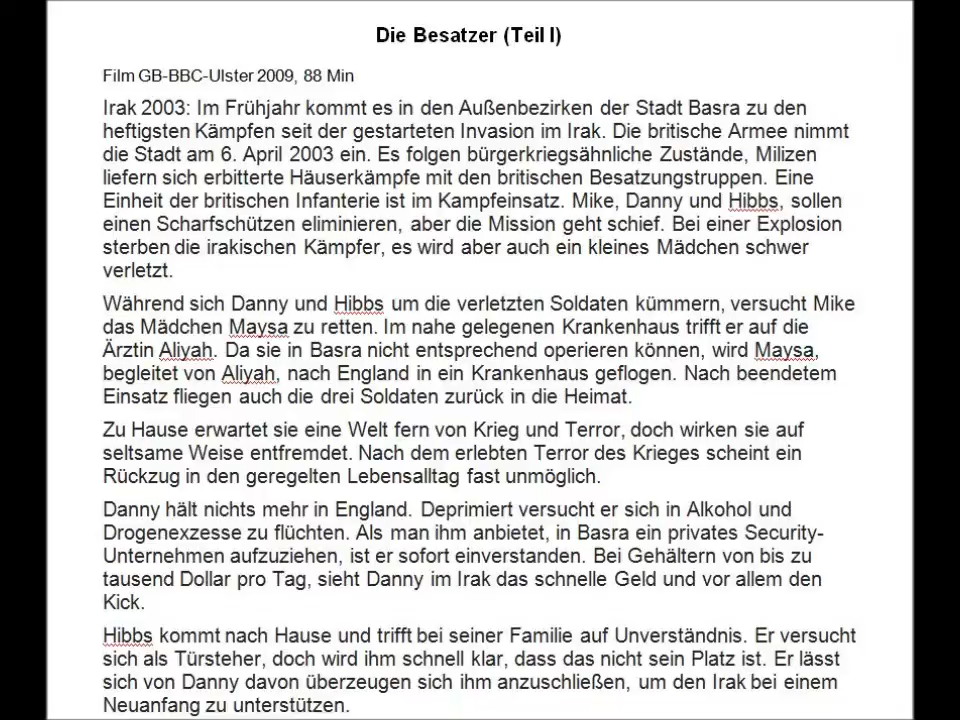 Die Besatzer (Teil I)
Film GB-BBC-Ulster 2009, 88 Min
Irak 2003: Im Frühjahr kommt es in den Außenbezirken der Stadt Basra zu den
heftigsten Kämpfen seit der gestarteten Invasion im Irak. Die britische Armee nimmt
die Stadt am 6. April 2003 ein. Es folgen bürgerkriegsähnliche Zustände, Milizen
liefern sich erbitterte Häuserkämpfe mit den britischen Besatzungstruppen. Eine
Einheit der britischen Infanterie ist im Kampfeinsatz. Mike, Danny und Hibbs, sollen
einen Scharfschützen eliminieren, aber die Mission geht schief. Bei einer Explosion
sterben die irakischen Kämpfer, es wird aber auch ein kleines Mädchen schwer
verletzt.
Während sich Danny und Hibbs um die verletzten Soldaten kümmern, versucht Mike
das Mädchen Maysa zu retten. Im nahe gelegenen Krankenhaus trifft er auf die
Ärztin Aliyah. Da sie in Basra nicht entsprechend operieren können, wird Maysa,
begleitet von Aliyah, nach England in ein Krankenhaus geflogen. Nach beendetem
Einsatz fliegen auch die drei Soldaten zurück in die Heimat.
Zu Hause erwartet sie eine Welt fern von Krieg und Terror, doch wirken sie auf
seltsame Weise entfremdet. Nach dem erlebten Terror des Krieges scheint ein
Rückzug in den geregelten Lebensalltag fast unmöglich.
Danny hält nichts mehr in England. Deprimiert versucht er sich in Alkohol und
Drogenexzesse zu flüchten. Als man ihm anbietet, in Basra ein privates Security-
Unternehmen aufzuziehen, ist er sofort einverstanden. Bei Gehältern von bis zu
tausend Dollar pro Tag, sieht Danny im Irak das schnelle Geld und vor allem den
Kick.
Hibbs kommt nach Hause und trifft bei seiner Familie auf Unverständnis. Er versucht
sich als Türsteher, doch wird ihm schnell klar, dass das nicht sein Platz ist. Er lässt
sich von Danny davon überzeugen sich ihm anzuschließen, um den Irak bei einem
Neuanfang zu unterstützen.